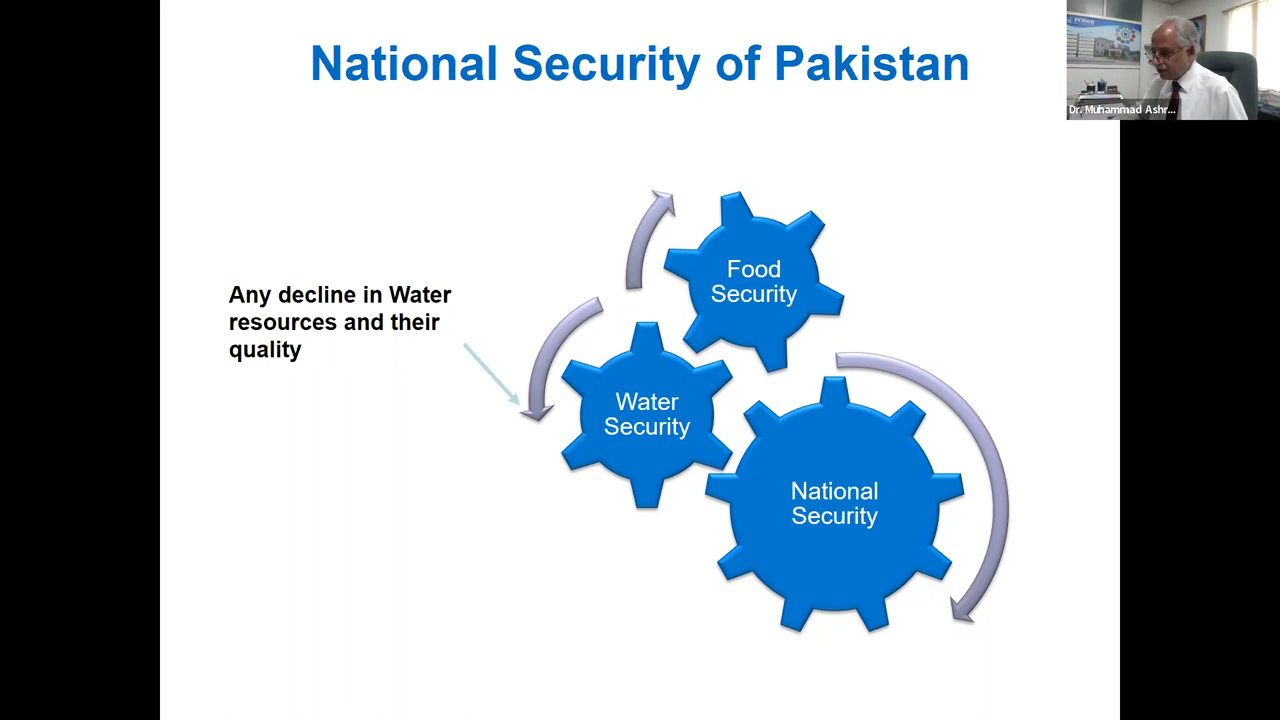 National Security of Pakistan
Dr. Muhammad Ashr...
Food
Security
Any decline in Water
resources and their
quality
Water
Security
National
Security